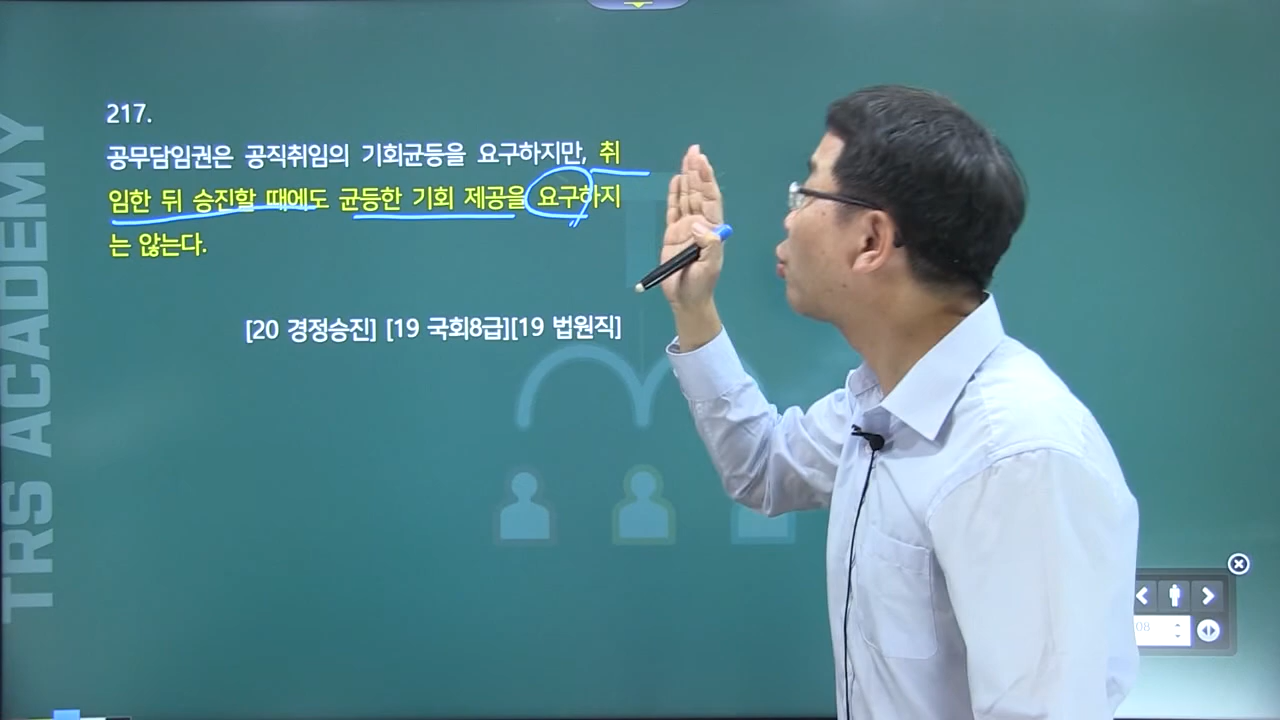 217.
공무담임권은 공직취임의 기회균등을 요구하지만, 취
임한 뒤 승진할 때에도 균등한 기회 제공을 요구하지
는 않는다.
[20 경정승진] [19 국회8급][19 법원직]
TRS ACADEMY
08